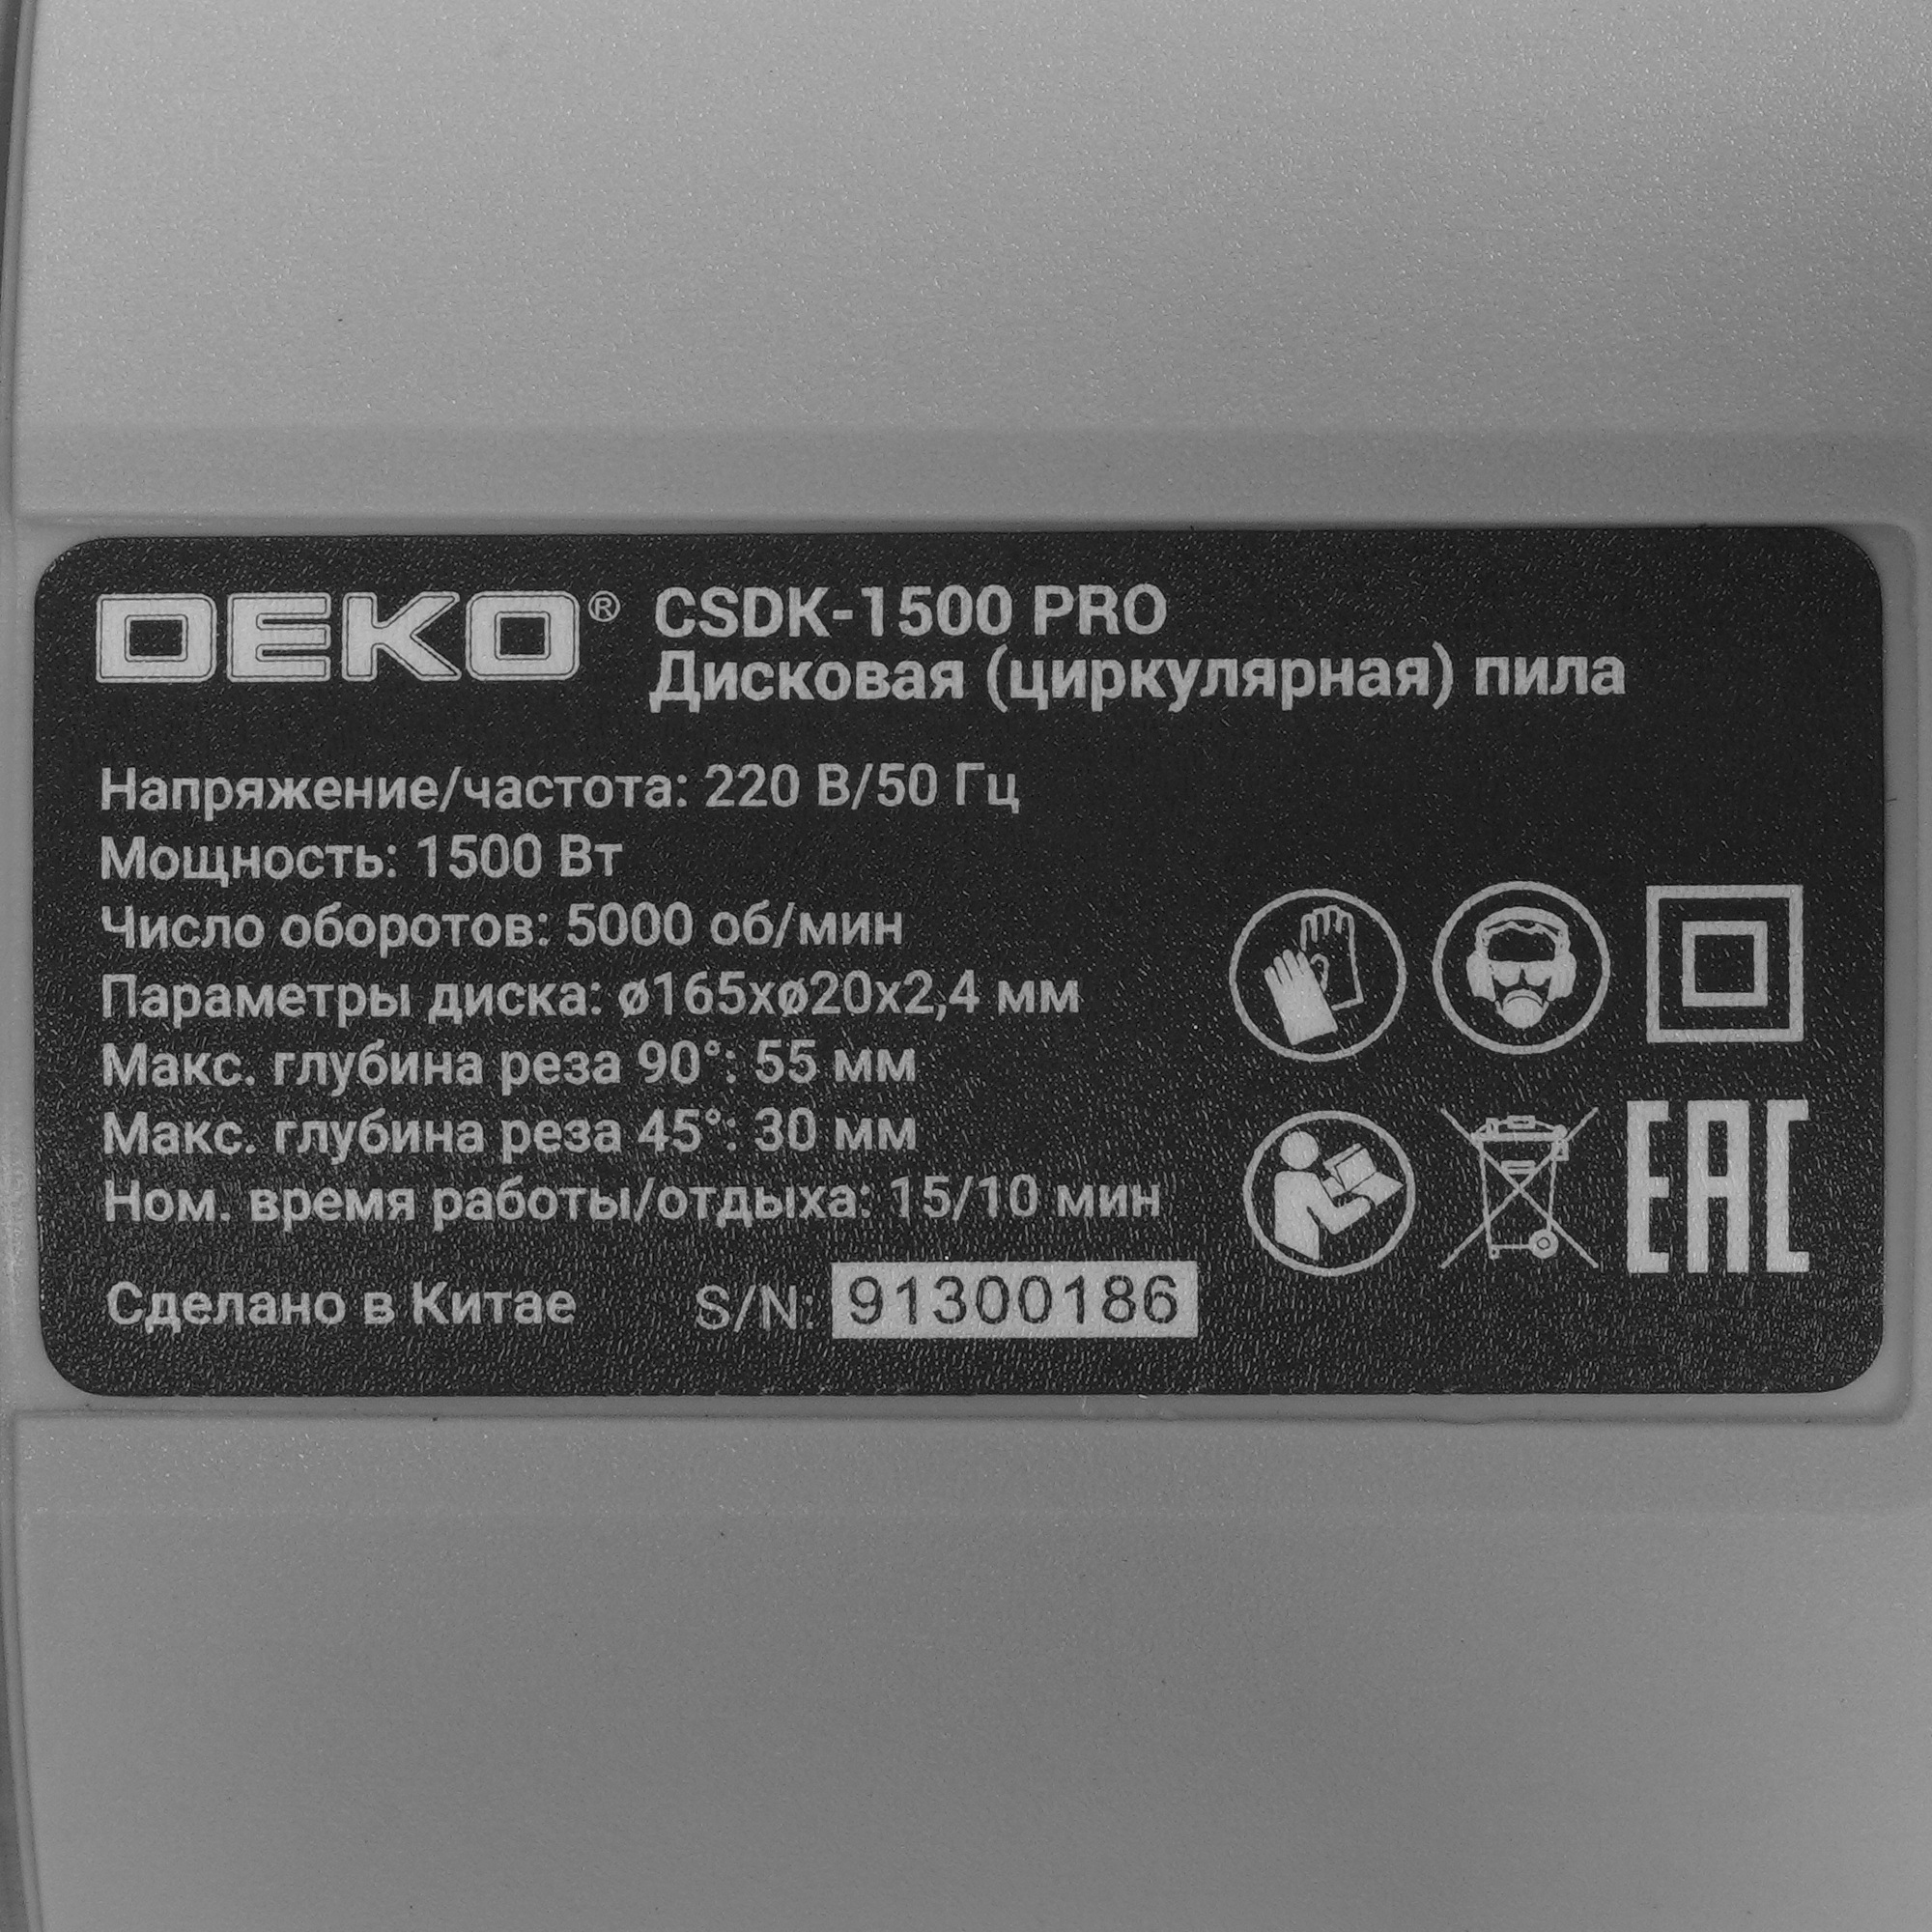 DEKO® CSDK-1500 PRO
Дисковая (циркулярная) пила
Напряжение/частота: 220 В/50 Гц
Мощность: 1500 Вт
Число оборотов: 5000 об/мин
Параметры диска: ø165xø20x2,4 мм
Макс. глубина реза 90°: 55 мм
Макс. глубина реза 45°: 30 мм
Ном. время работы/отдыха: 15/10 мин
EAC
Сделано в Китае S/N: 91300186